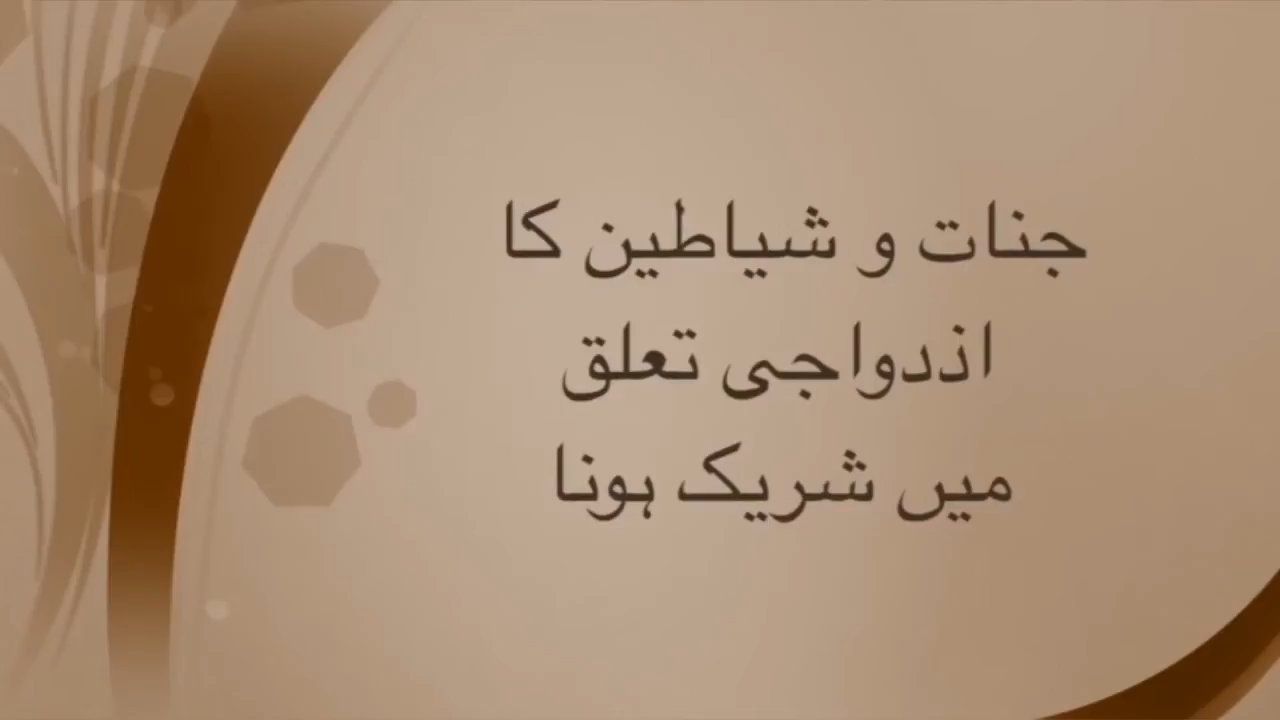 جنات و شیاطین کا
اذدواجی تعلق
میں شریک ہونا